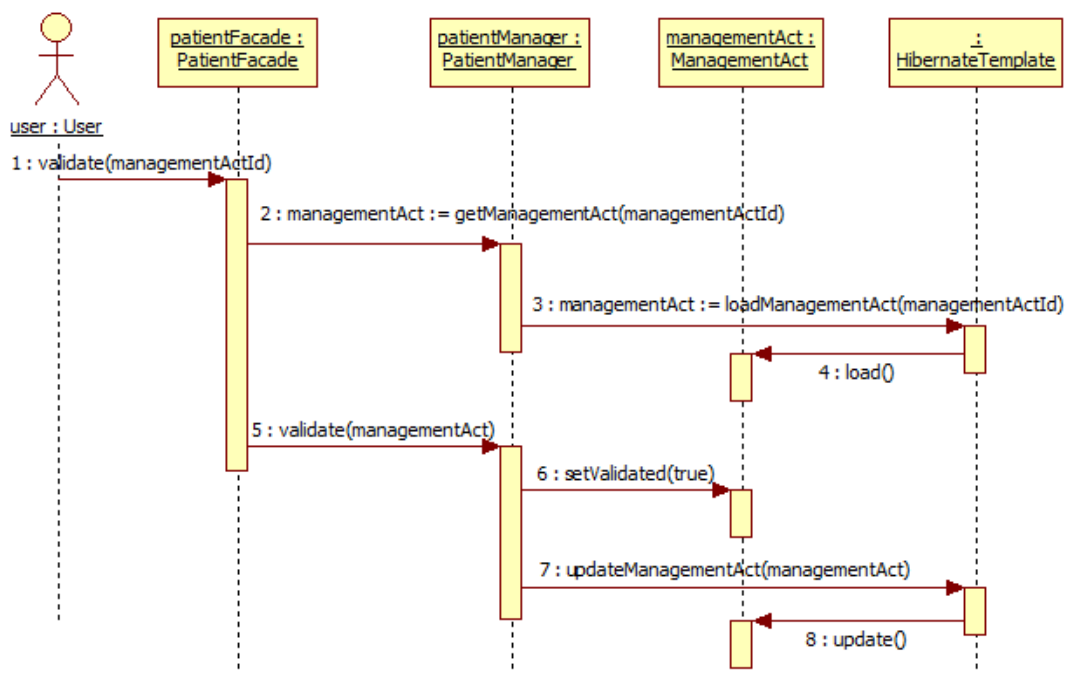 patientFacade :
PatientFacade
patientManager :
PatientManager
managementAct :
ManagementAct
:
HibernateTemplate
user : User
1 : validate(managementActId)
2 : managementAct := getManagementAct(managementActId)
3 : managementAct := loadManagementAct(managementActId)
4 : load()
5 : validate(managementAct)
6 : setValidated(true)
7 : updateManagementAct(managementAct)
8 : update()